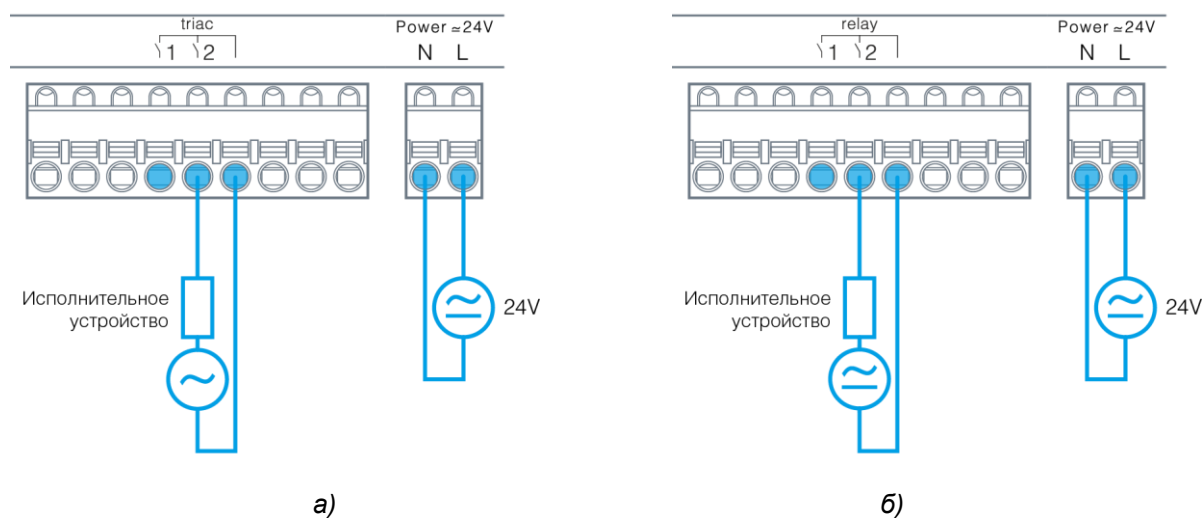 triac
Power ≃24V
1 2
N L
Исполнительное
устройство
24V
а)
relay
Power ≃24V
1 2
N L
Исполнительное
устройство
24V
б)